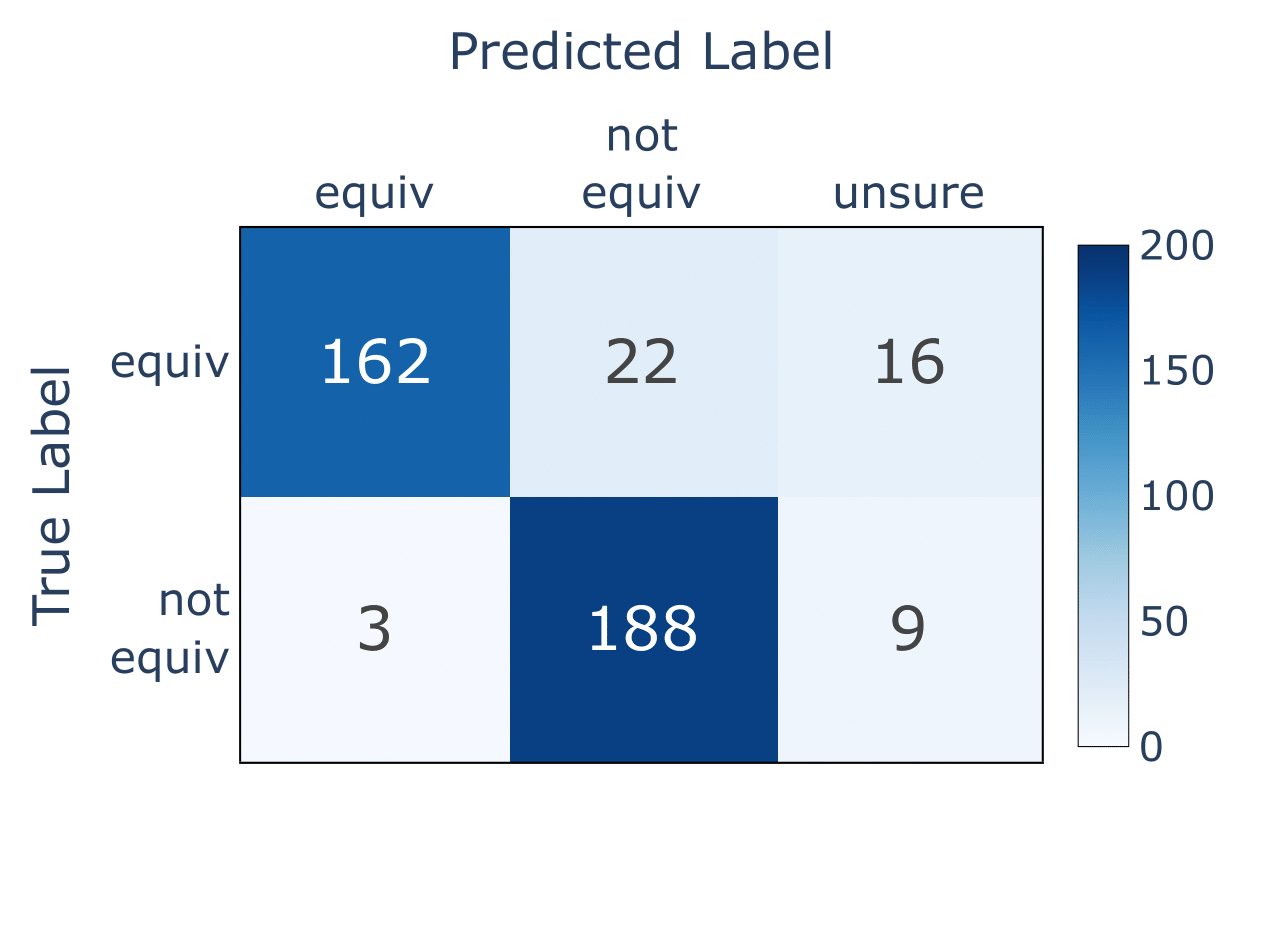 Predicted Label
equiv
not
equiv
unsure
True Label
equiv
162
22
16
not
equiv
3
188
9
200
150
100
50
0